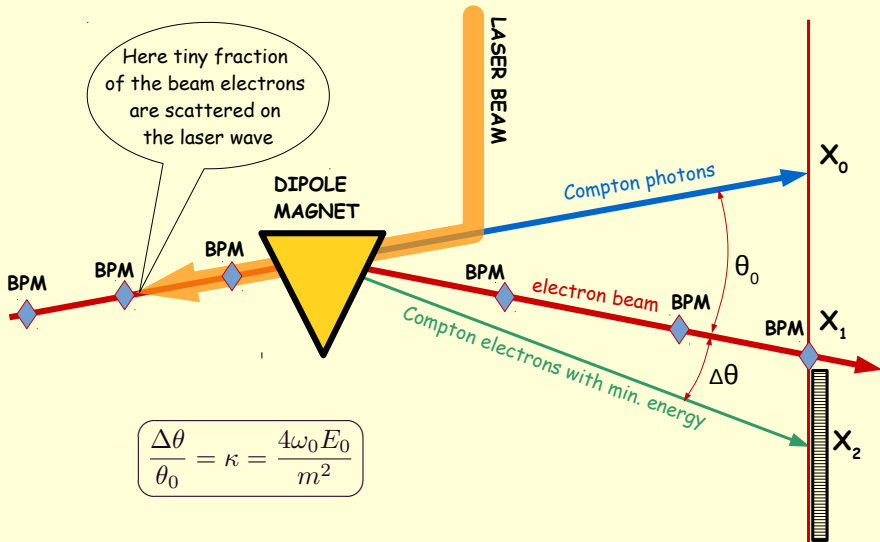 Here tiny fraction
of the beam electrons
are scattered on
the laser wave
LASER BEAM
DIPOLE
MAGNET
Compton photons
X₀
BPM
BPM
BPM
BPM
electron beam
BPM
BPM
X₁
θ₀
Δθ
Compton electrons with min. energy
X₂
Δθ/θ₀ = κ = 4ω₀E₀/m²